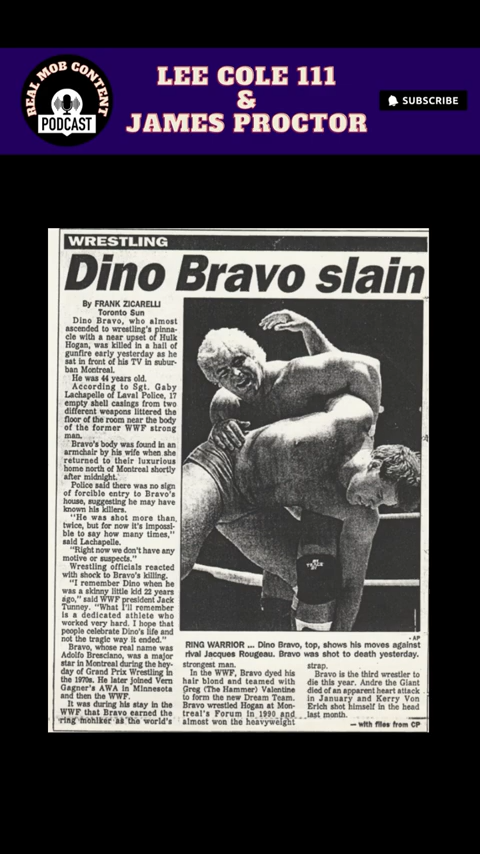 REAL MOB CONTENT
PODCAST
LEE COLE 111
&
JAMES PROCTOR
SUBSCRIBE
WRESTLING
Dino Bravo slain
By FRANK ZICARELLI
Toronto Sun
Dino Bravo, who almost
ascended to wrestling's pinna-
cle with a near upset of Hulk
Hogan, was killed in a hail of
gunfire early yesterday as he
sat in front of his TV in subur-
ban Montreal.
He was 44 years old.
According to Sgt. Gaby
Lachapelle of Laval Police, 17
empty shell casings from two
different weapons littered the
floor of the room near the body
of the former WWF strong
man.
Bravo's body was found in an
armchair by his wife when she
returned to their luxurious
home north of Montreal shortly
after midnight.
Police said there was no sign
of forcible entry to Bravo's
house, suggesting he may have
known his killers.
"He was shot more than
twice, but for now it's impossi-
ble to say how many times,"
said Lachapelle.
"Right now we don't have any
motive or suspects."
Wrestling officials reacted
with shock to Bravo's killing.
"I remember Dino when he
was a skinny little kid 22 years
ago," said WWF president Jack
Tunney. "What I'll remember
is a dedicated athlete who
worked very hard. I hope that
people celebrate Dino's life and
not the tragic way it ended."
Bravo, whose real name was
Adolfo Bresciano, was a major
star in Montreal during the hey-
day of Grand Prix Wrestling in
the 1970s. He later joined Vern
Gagner's AWA in Minnesota
and then the WWF.
It was during his stay in the
WWF that Bravo earned the
ring moniker as the world's
- AP
RING WARRIOR ... Dino Bravo, top, shows his moves against
rival Jacques Rougeau. Bravo was shot to death yesterday.
strongest man.
In the WWF, Bravo dyed his
hair blond and teamed with
Greg (The Hammer) Valentine
to form the new Dream Team.
Bravo wrestled Hogan at Mon-
treal's Forum in 1990 and
almost won the heavyweight
strap.
Bravo is the third wrestler to
die this year. Andre the Giant
died of an apparent heart attack
in January and Kerry Von
Erich shot himself in the head
last month.
— with files from CP